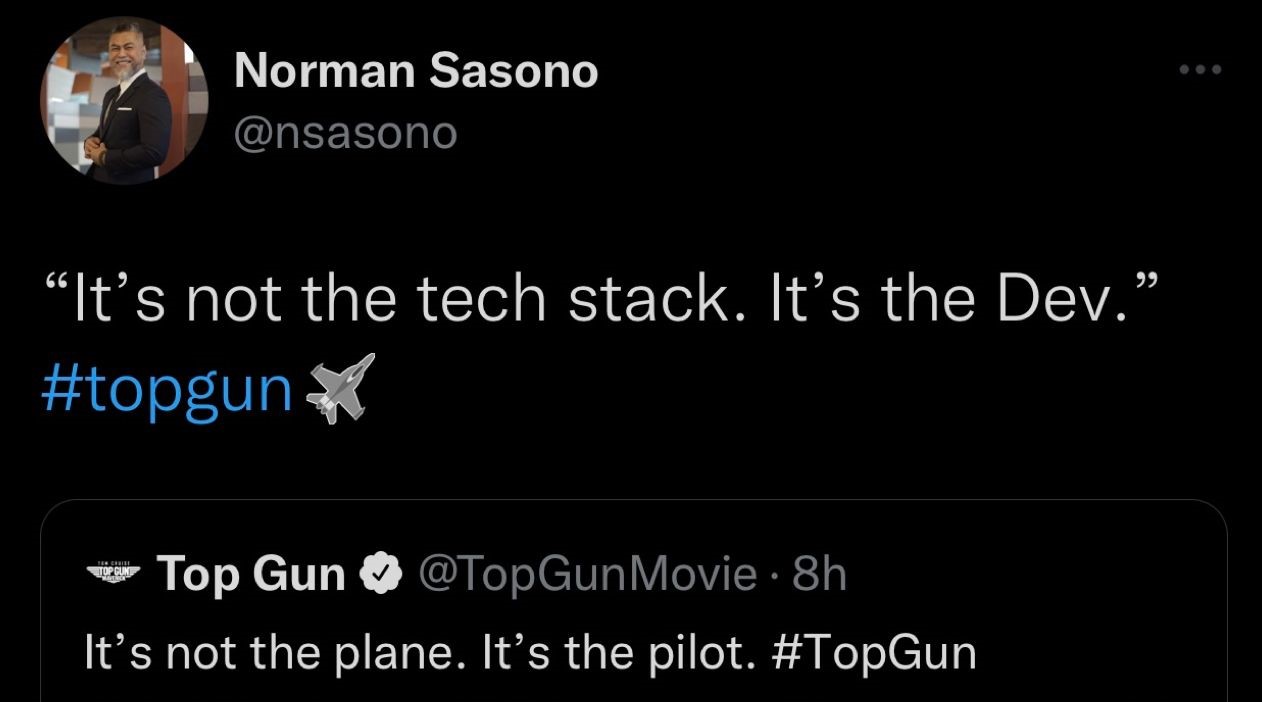 Norman Sasono
@nsasono
“It’s not the tech stack. It’s the Dev.”
#topgun
TOM CRUISE
TOP GUN
MAVERICK
Top Gun @TopGunMovie · 8h
It’s not the plane. It’s the pilot. #TopGun